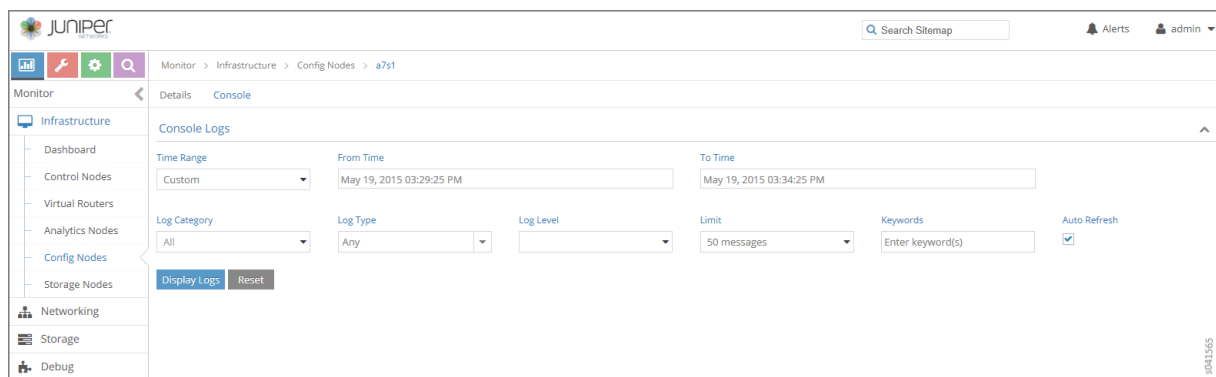 JUNIPER
NETWORKS
Search Sitemap
Alerts
admin
Monitor > Infrastructure > Config Nodes > a7s1
Monitor
Details Console
Infrastructure
Console Logs
Dashboard
Time Range From Time To Time
Control Nodes
Custom May 19, 2015 03:29:25 PM May 19, 2015 03:34:25 PM
Virtual Routers
Log Category Log Type Log Level Limit Keywords Auto Refresh
Analytics Nodes
All Any 50 messages Enter keyword(s)
Config Nodes
Display Logs Reset
Storage Nodes
Networking
Storage
Debug
s041565